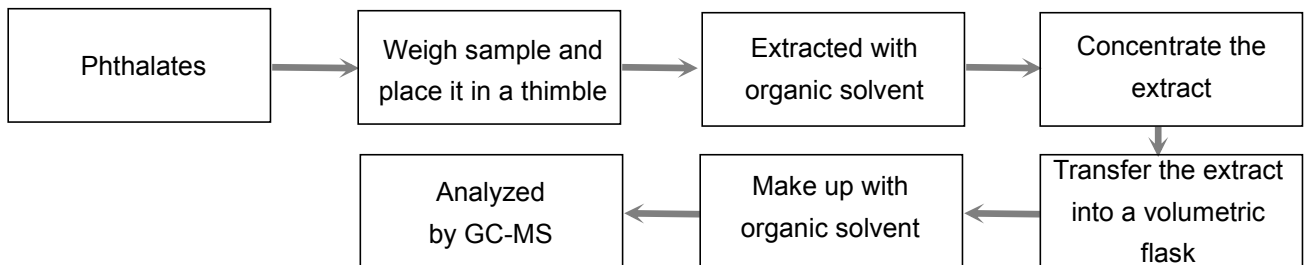 Phthalates
Weigh sample and
place it in a thimble
Extracted with
organic solvent
Concentrate the
extract
Transfer the extract
into a volumetric
flask
Make up with
organic solvent
Analyzed
by GC-MS